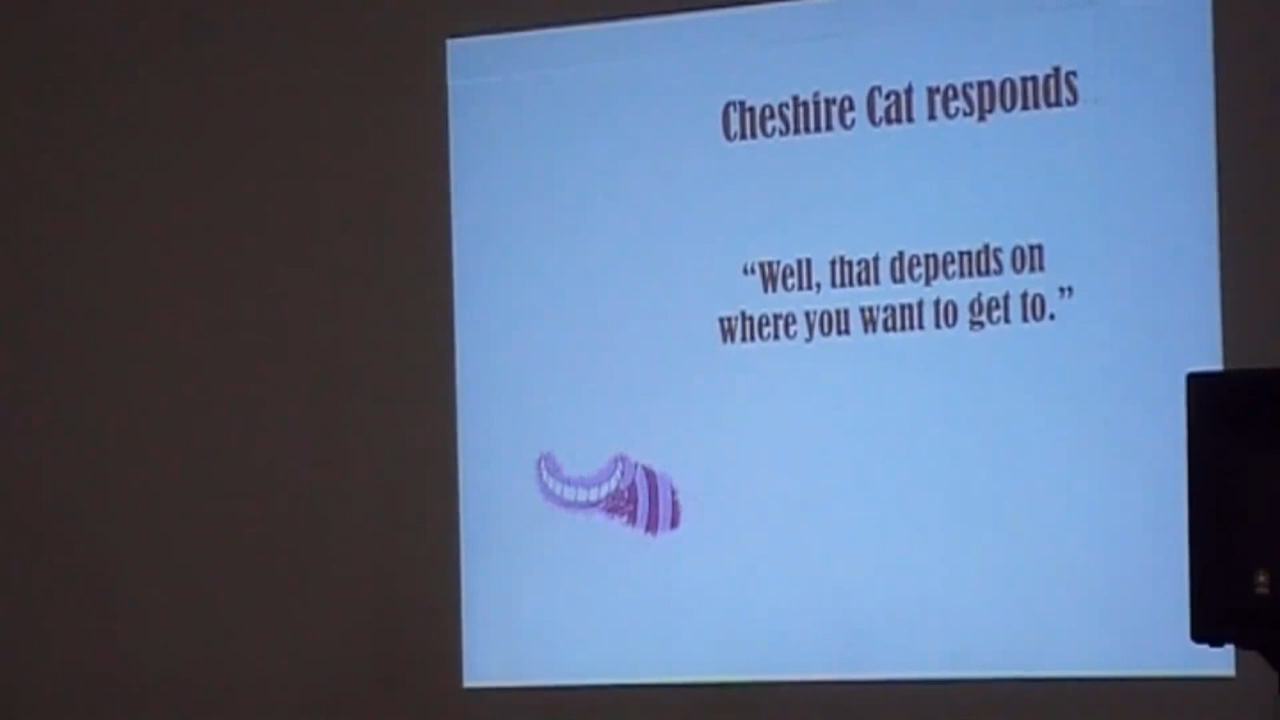 Cheshire Cat responds
“Well, that depends on
where you want to get to.”